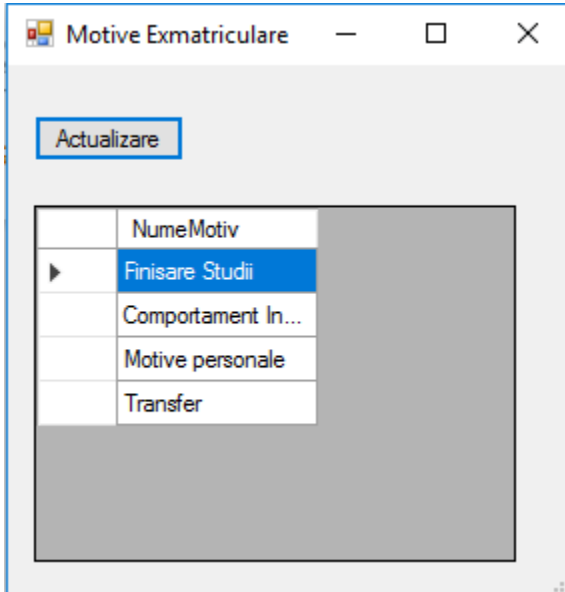 Motive Exmatriculare
Actualizare
NumeMotiv
Finisare Studii
Comportament In...
Motive personale
Transfer